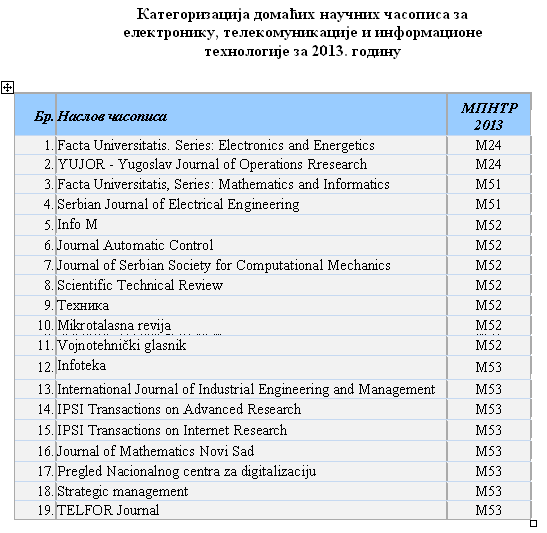 Категоризација домаћих научних часописа за
електронику, телекомуникације и информационе
технологије за 2013. годину
Бр. Наслов часописа МПНТР 2013
1. Facta Universitatis. Series: Electronics and Energetics M24
2. YUJOR - Yugoslav Journal of Operations Rresearch M24
3. Facta Universitatis, Series: Mathematics and Informatics M51
4. Serbian Journal of Electrical Engineering M51
5. Info M M52
6. Journal Automatic Control M52
7. Journal of Serbian Society for Computational Mechanics M52
8. Scientific Technical Review M52
9. Техника M52
10. Mikrotalasna revija M52
11. Vojnotehnički glasnik M52
12. Infoteka M53
13. International Journal of Industrial Engineering and Management M53
14. IPSI Transactions on Advanced Research M53
15. IPSI Transactions on Internet Research M53
16. Journal of Mathematics Novi Sad M53
17. Pregled Nacionalnog centra za digitalizaciju M53
18. Strategic management M53
19. TELFOR Journal M53